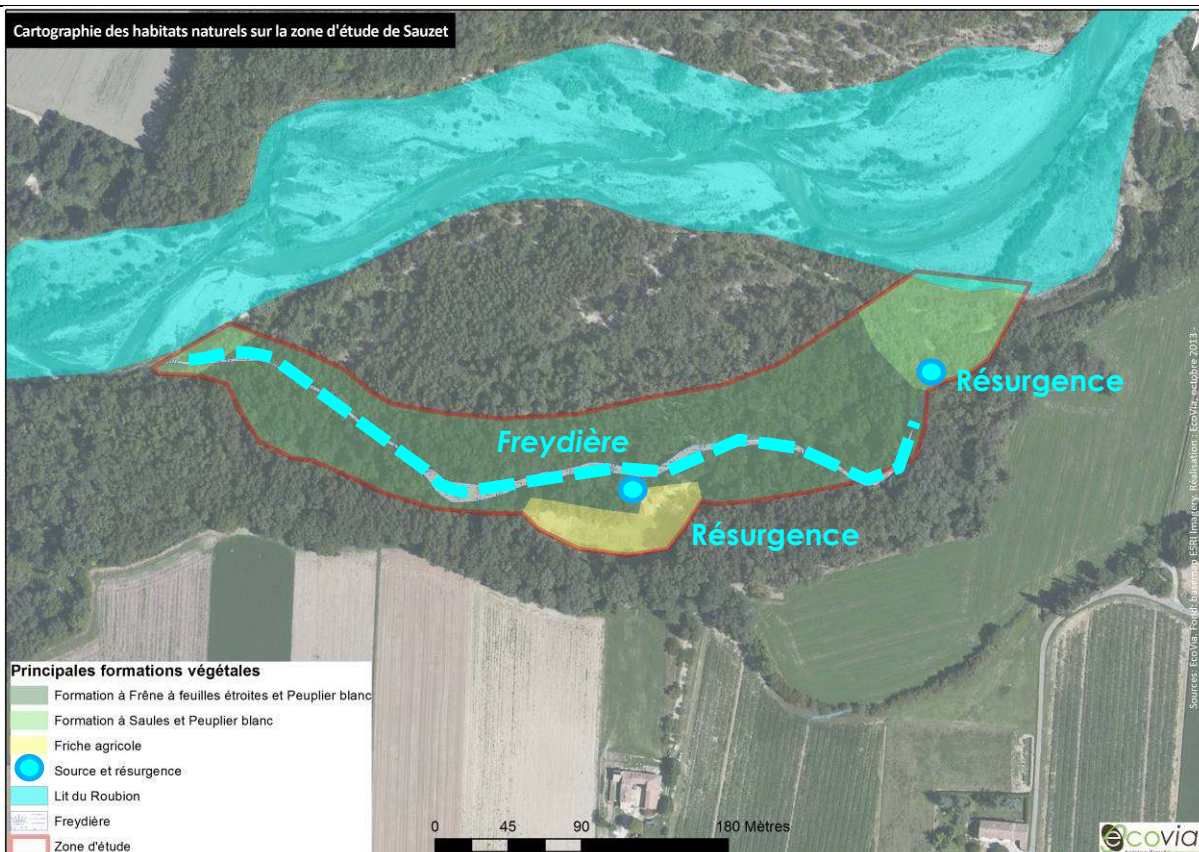 Cartographie des habitats naturels sur la zone d'étude de Sauzet
Résurgence
Freydière
Résurgence
Principales formations végétales
Formation à Frêne à feuilles étroites et Peuplier blanc
Formation à Saules et Peuplier blanc
Friche agricole
Source et résurgence
Lit du Roubion
Freydière
Zone d'étude
0 45 90 180 Mètres
Sources: EcoVia, Fond: basemap ESRI Imagery, Réalisation : EcoVia, octobre 2013 -
écovia